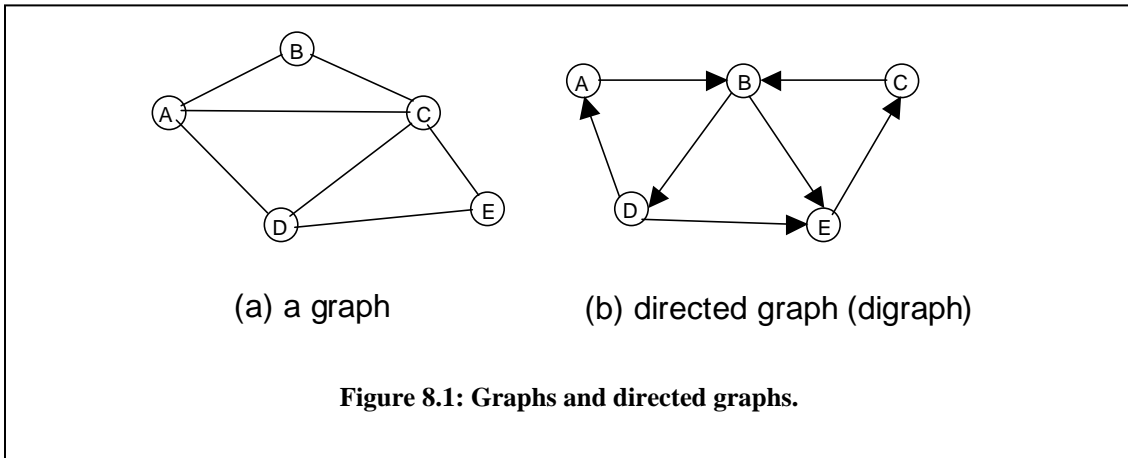 B
A
C
D
E
A
B
C
D
E
(a) a graph
(b) directed graph (digraph)
Figure 8.1: Graphs and directed graphs.